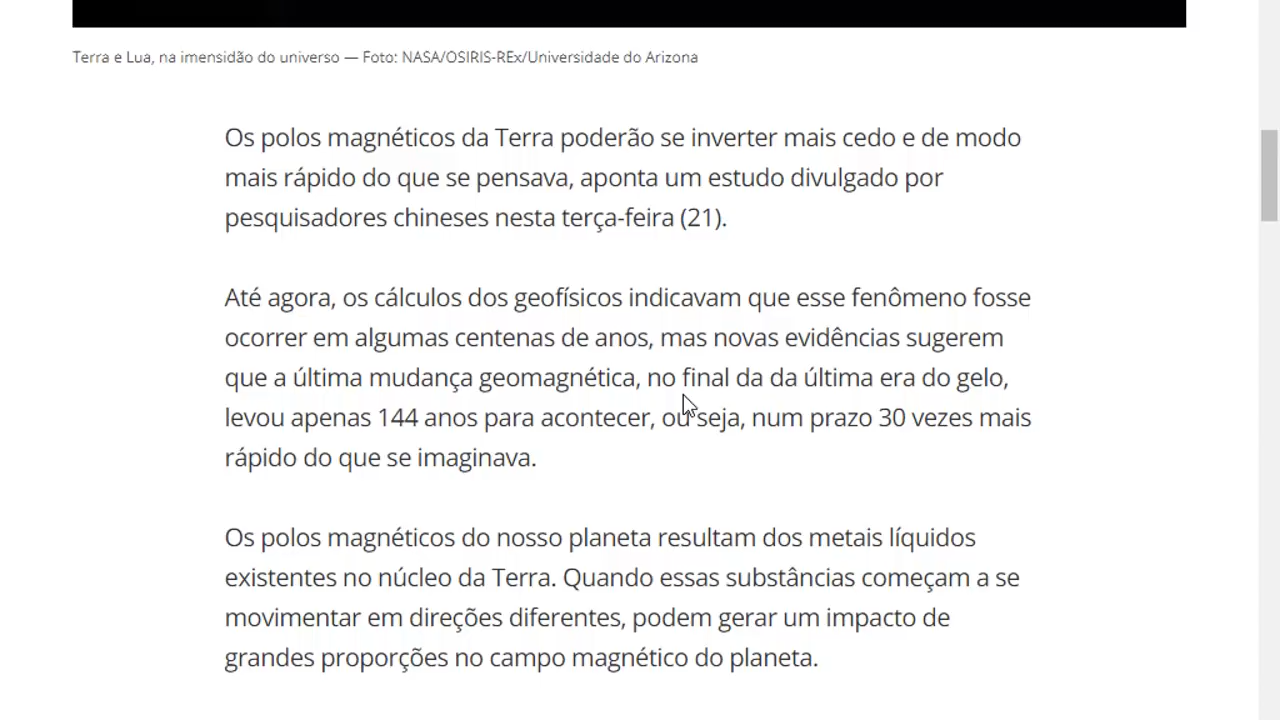 Terra e Lua, na imensidão do universo — Foto: NASA/OSIRIS-REx/Universidade do Arizona
Os polos magnéticos da Terra poderão se inverter mais cedo e de modo
mais rápido do que se pensava, aponta um estudo divulgado por
pesquisadores chineses nesta terça-feira (21).
Até agora, os cálculos dos geofísicos indicavam que esse fenômeno fosse
ocorrer em algumas centenas de anos, mas novas evidências sugerem
que a última mudança geomagnética, no final da da última era do gelo,
levou apenas 144 anos para acontecer, ou seja, num prazo 30 vezes mais
rápido do que se imaginava.
Os polos magnéticos do nosso planeta resultam dos metais líquidos
existentes no núcleo da Terra. Quando essas substâncias começam a se
movimentar em direções diferentes, podem gerar um impacto de
grandes proporções no campo magnético do planeta.